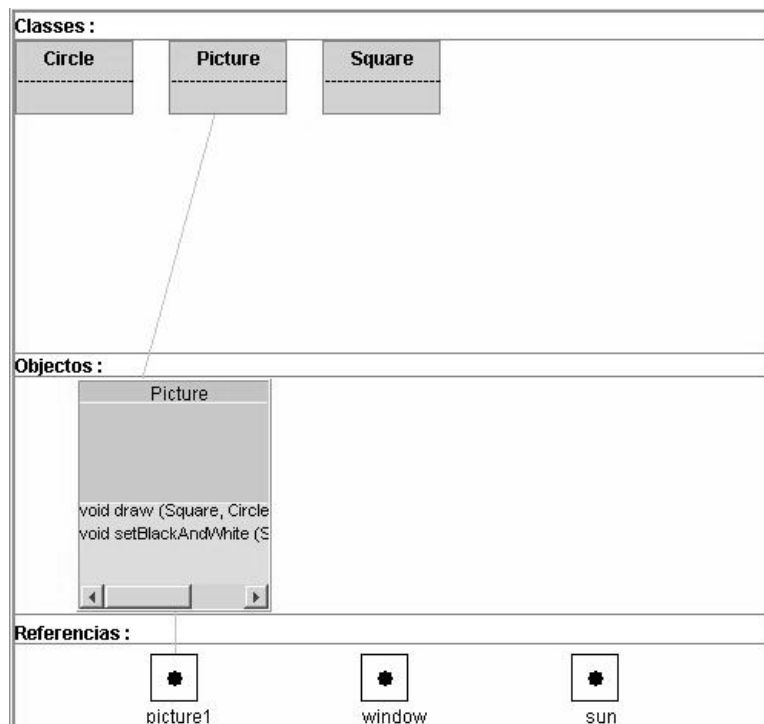 Classes :
Circle Picture Square
Objectos :
Picture
void draw (Square, Circle
void setBlackAndWhite (S
Referencias :
picture1 window sun